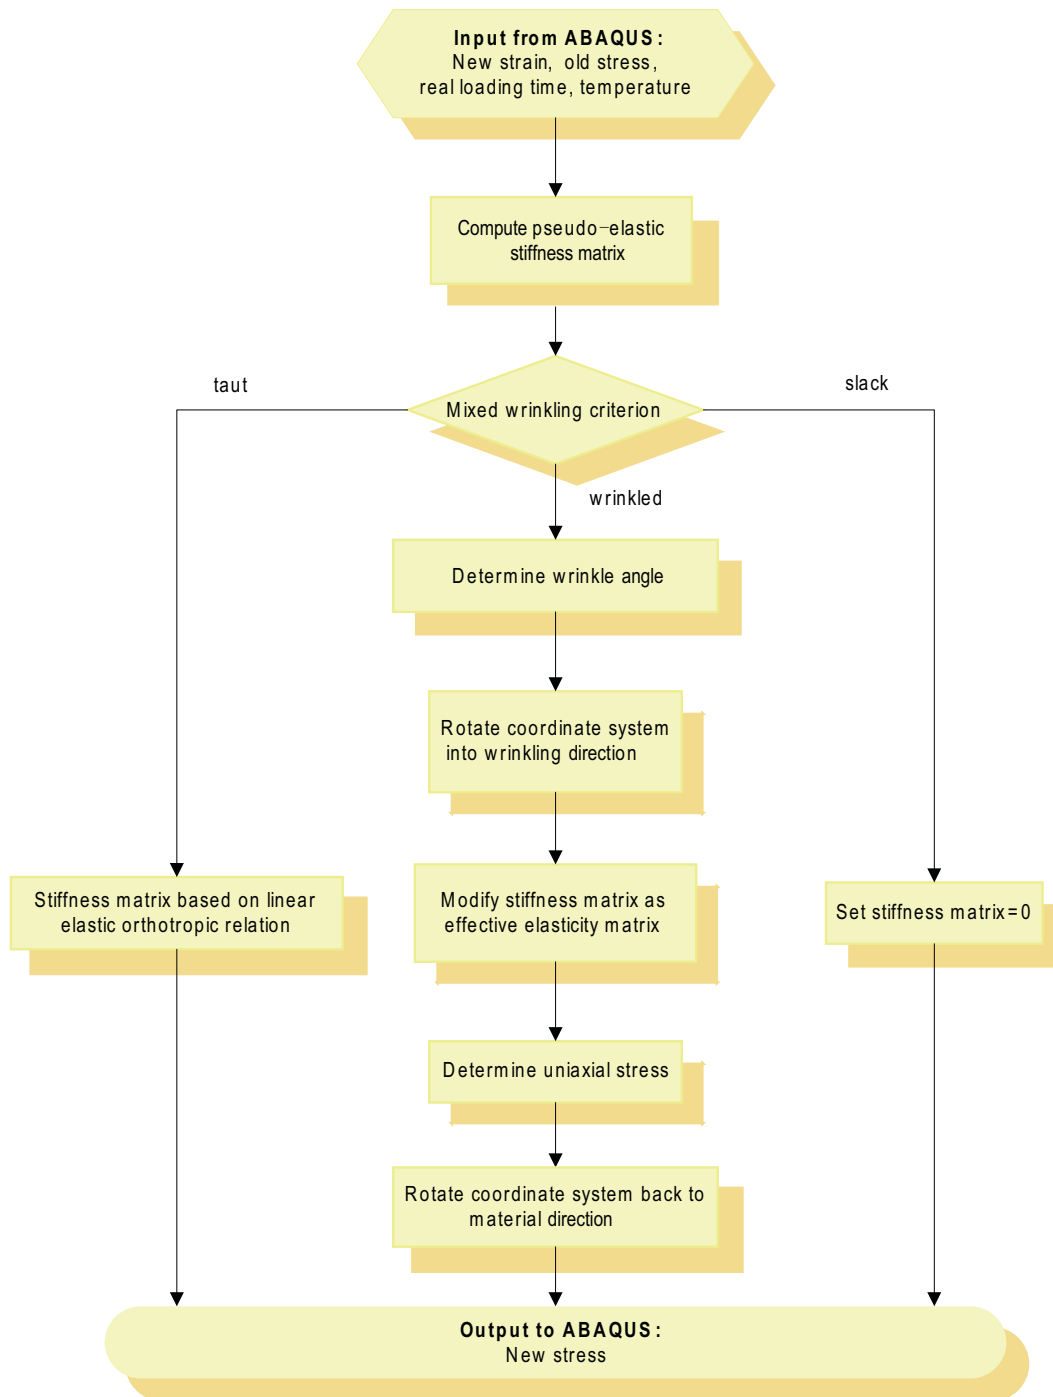 Input from ABAQUS:
New strain, old stress,
real loading time, temperature
Compute pseudo-elastic
stiffness matrix
taut
slack
Mixed wrinkling criterion
wrinkled
Determine wrinkle angle
Rotate coordinate system
into wrinkling direction
Stiffness matrix based on linear
elastic orthotropic relation
Modify stiffness matrix as
effective elasticity matrix
Set stiffness matrix=0
Determine uniaxial stress
Rotate coordinate system back to
material direction
Output to ABAQUS:
New stress